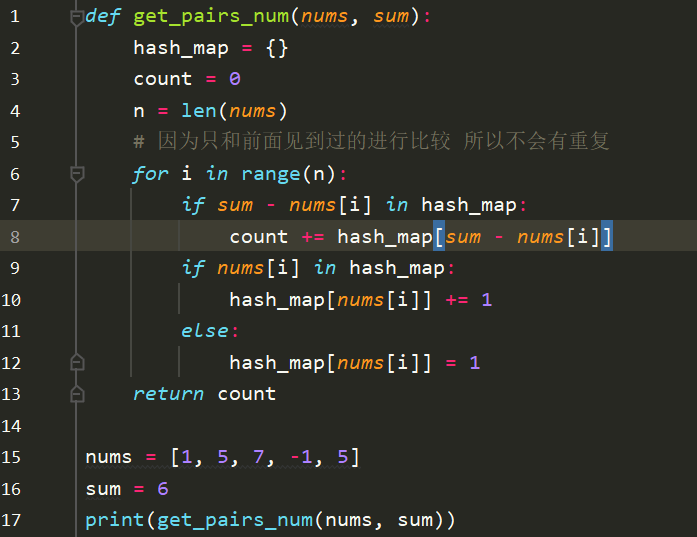 1 def get_pairs_num(nums, sum):
2 hash_map = {}
3 count = 0
4 n = len(nums)
5 # 因为只和前面见到过的进行比较 所以不会有重复
6 for i in range(n):
7 if sum - nums[i] in hash_map:
8 count += hash_map[sum - nums[i]]
9 if nums[i] in hash_map:
10 hash_map[nums[i]] += 1
11 else:
12 hash_map[nums[i]] = 1
13 return count
14
15 nums = [1, 5, 7, -1, 5]
16 sum = 6
17 print(get_pairs_num(nums, sum))